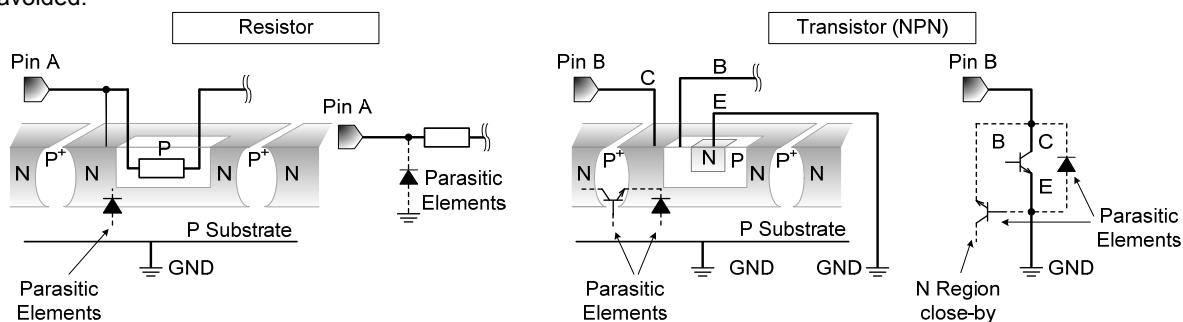 avoided.
Resistor
Transistor (NPN)
Pin A
Pin A
N
P+
N
P
N
P+
N
Parasitic
Elements
P Substrate
GND
Parasitic
Elements
Pin B
C
B
E
N
P+
N
N
P
N
P+
N
P Substrate
GND
GND
Parasitic
Elements
Pin B
B
C
E
Parasitic
Elements
GND
N Region
close-by